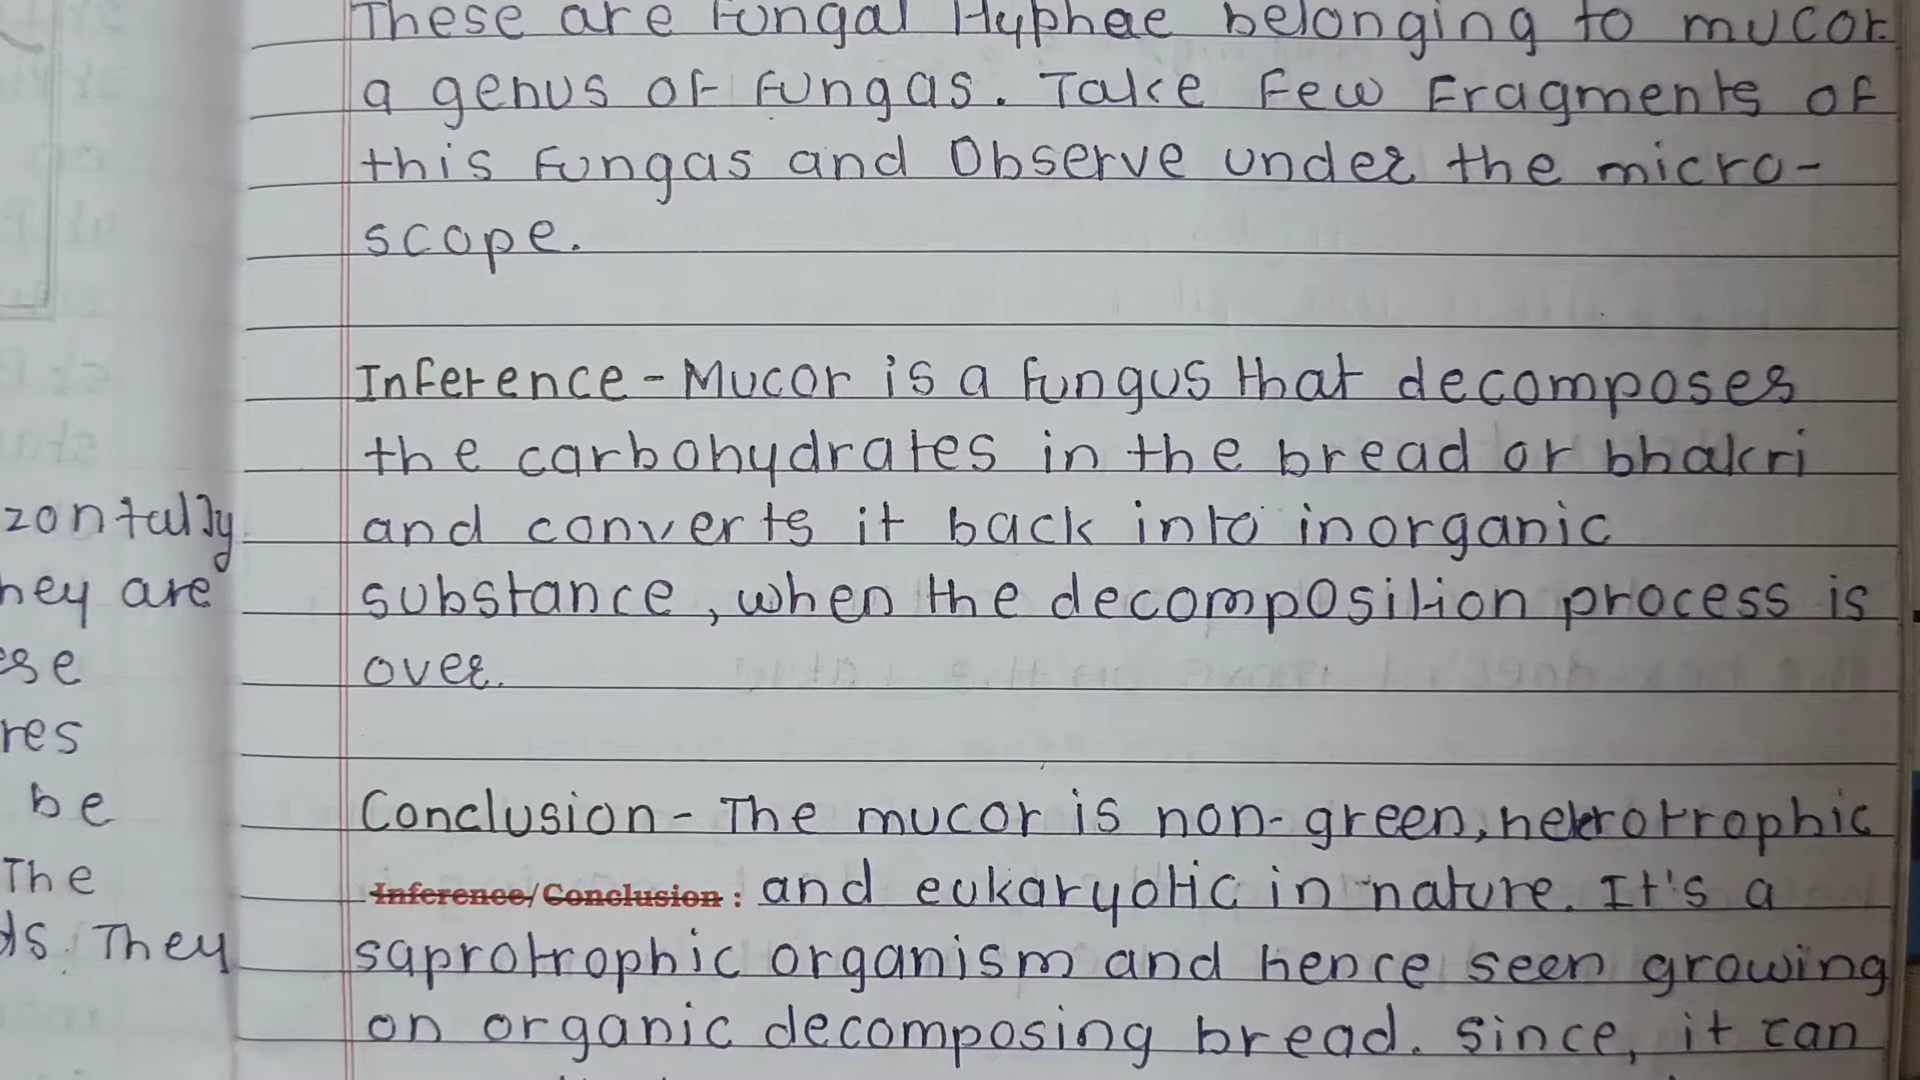 These are Fungal Hyphae belonging to mucor.
a genus of Fungas. Take Few Fragments of
this Fungas and Observe under the micro-
scope.
Inference - Mucor is a fungus that decomposes
the carbohydrates in the bread or bhakri
zontally
and converts it back into inorganic
hey are
substance, when the decomposition process is
se
over.
res
be
Conclusion - The mucor is non-green, hetrotrophic
The
Inference/Conclusion : and eukaryotic in nature. It's a
ds. They
saprotrophic organism and hence seen growing
on organic decomposing bread. Since, it can